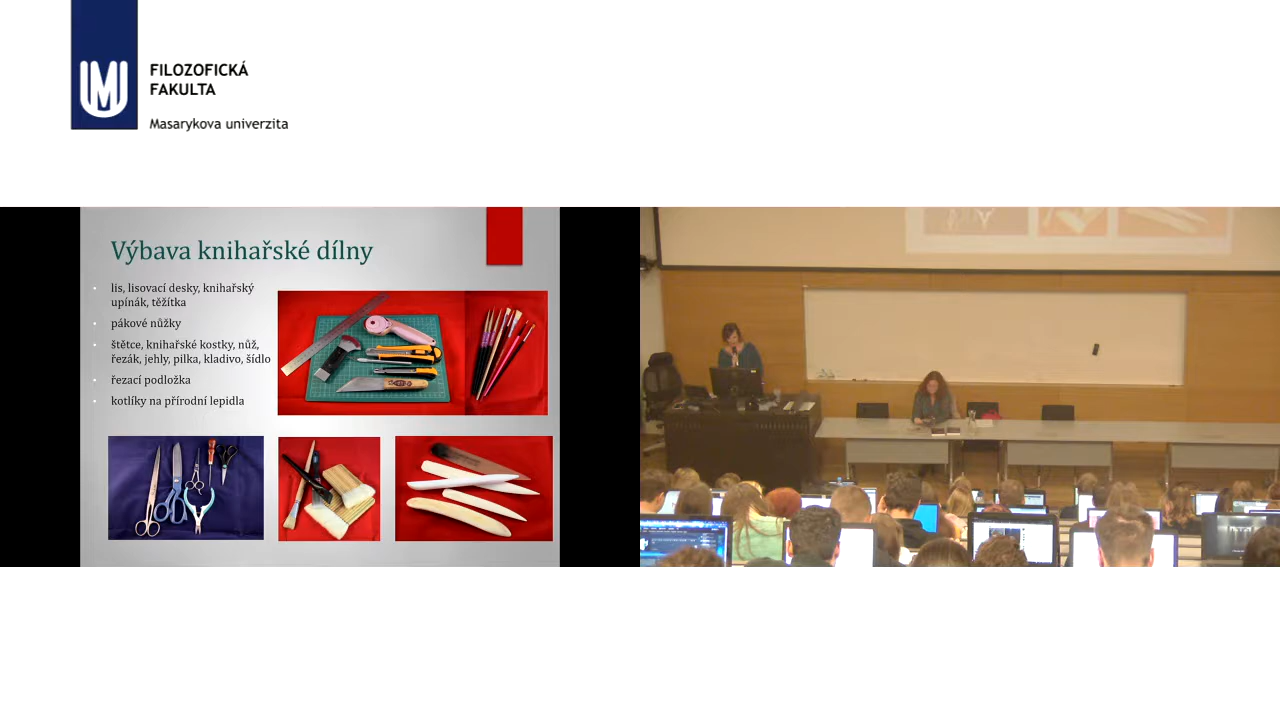 FILOZOFICKÁ
FAKULTA
Masarykova univerzita
Výbava knihařské dílny
lis, lisovací desky, knihařský
upínák, těžítka
pákové nůžky
štětce, knihařské kostky, nůž,
řezák, jehly, pilka, kladivo, šídlo
řezací podložka
kotlíky na přírodní lepidla